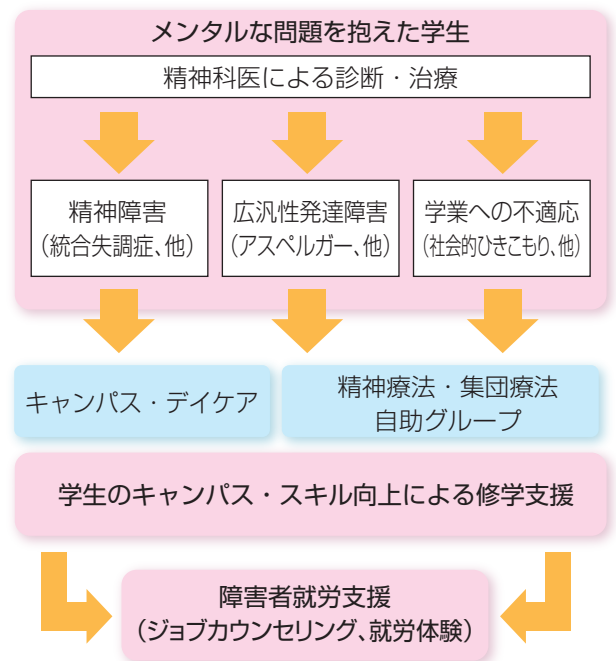 メンタルな問題を抱えた学生
精神科医による診断・治療
精神障害
(統合失調症、他)
広汎性発達障害
(アスペルガー、他)
学業への不適応
(社会的ひきこもり、他)
キャンパス・デイケア
精神療法・集団療法
自助グループ
学生のキャンパス・スキル向上による修学支援
障害者就労支援
(ジョブカウンセリング、就労体験)